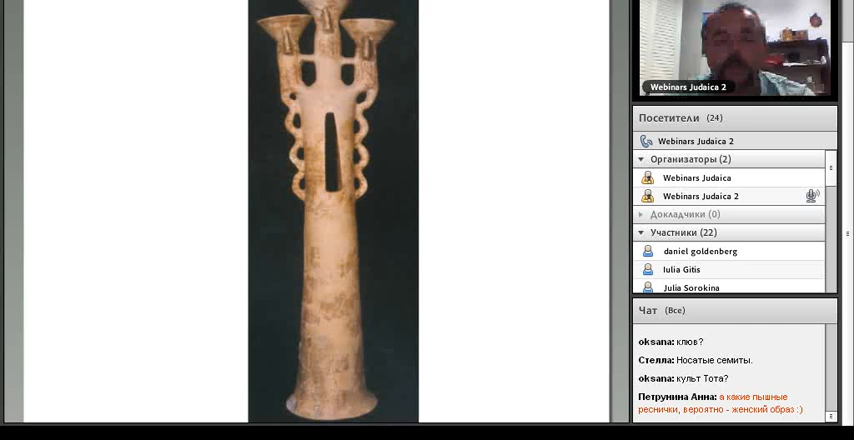 Webinars Judaica 2
Посетители (24)
Webinars Judaica 2
Организаторы (2)
Webinars Judaica
Webinars Judaica 2
Докладчики (0)
Участники (22)
daniel goldenberg
Iulia Gitis
Julia Sorokina
Чат (Все)
oksana: клюв?
Стелла: Носатые семиты.
oksana: культ Тота?
Петрунина Анна: а какие пышные
реснички, вероятно - женский образ :)